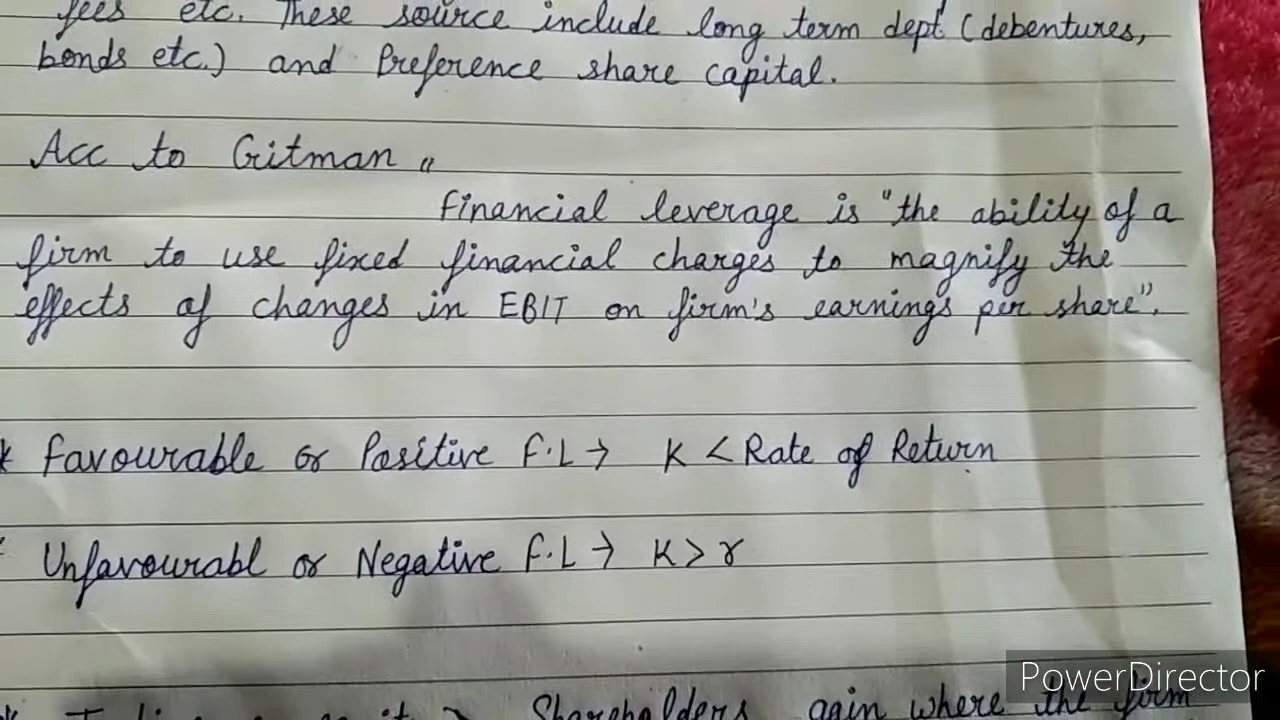 fees etc. These source include long term dept (debentures,
bonds etc.) and Preference share capital.
Acc to Gitman "
Financial leverage is "the ability of a
firm to use fixed financial charges to magnify the
effects of changes in EBIT on firm's earnings per share".
* Favourable or Positive F.L → K < Rate of Return
* Unfavourabl or Negative F.L → K > r
Shareholders gain where the firm
PowerDirector